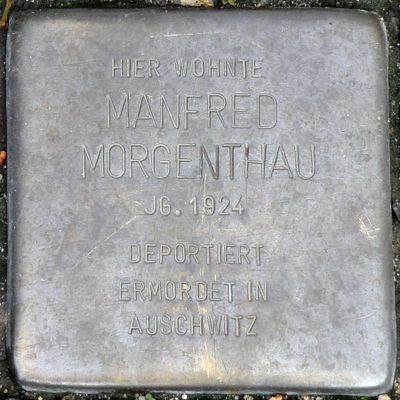 HIER WOHNTE
MANFRED
MORGENTHAU
JG. 1924
DEPORTIERT
ERMORDET IN
AUSCHWITZ